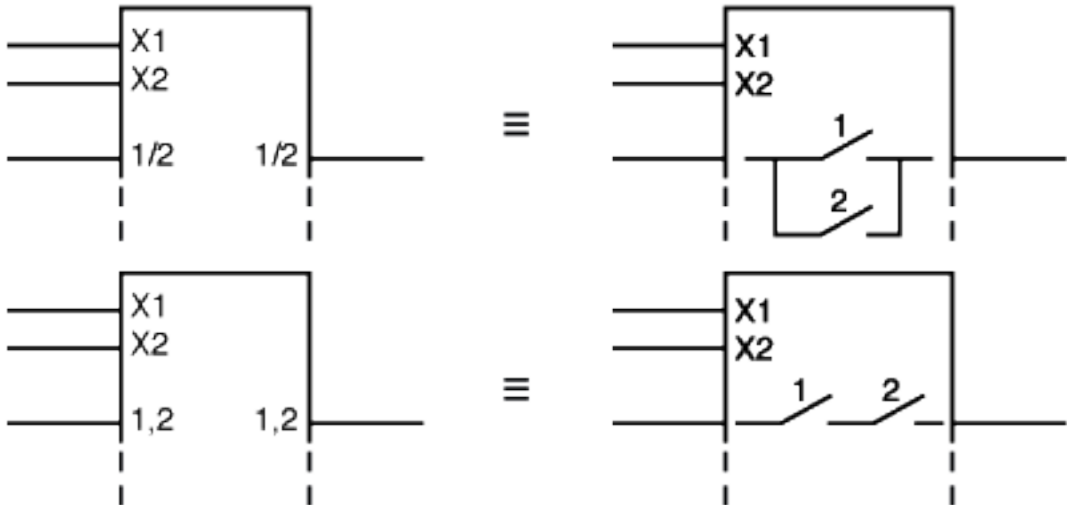 X1 X1
X2 X2
1
1/2 1/2 ≡
2
X1 X1
X2 X2
1 2
1,2 1,2 ≡